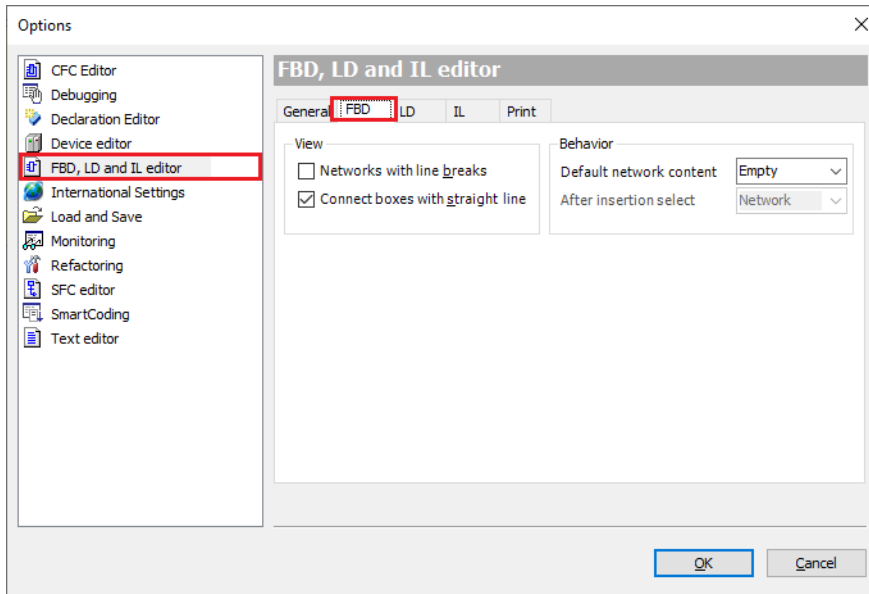 Options
CFC Editor
Debugging
Declaration Editor
Device editor
FBD, LD and IL editor
International Settings
Load and Save
Monitoring
Refactoring
SFC editor
SmartCoding
Text editor
FBD, LD and IL editor
General FBD LD IL Print
View
Networks with line breaks
Connect boxes with straight line
Behavior
Default network content Empty
After insertion select Network
OK Cancel